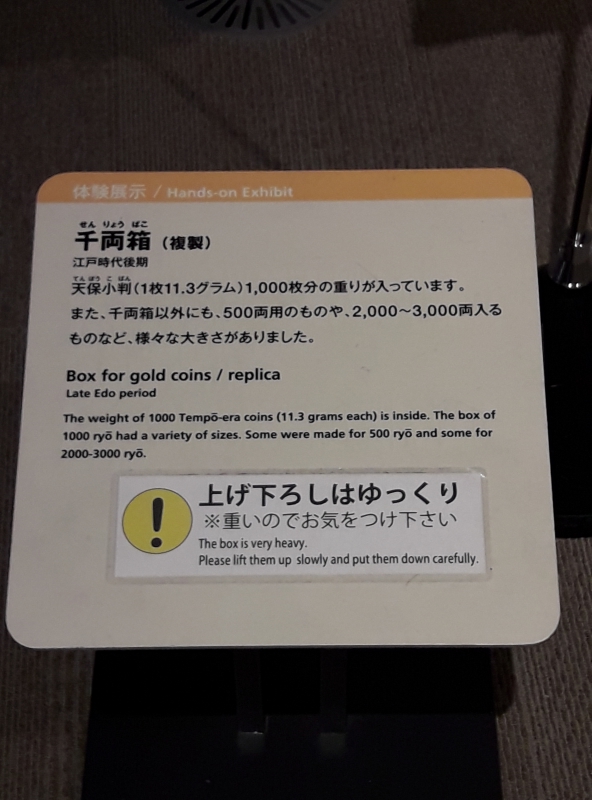 体験展示 / Hands-on Exhibit
せん りょう ばこ
千両箱（複製）
江戸時代後期
てんぽう こ ばん
天保小判（1枚11.3グラム）1,000枚分の重りが入っています。
また、千両箱以外にも、500両用のものや、2,000～3,000両入る
ものなど、様々な大きさがありました。
Box for gold coins / replica
Late Edo period
The weight of 1000 Tempō-era coins (11.3 grams each) is inside. The box of
1000 ryō had a variety of sizes. Some were made for 500 ryō and some for
2000-3000 ryō.
上げ下ろしはゆっくり
※重いのでお気をつけ下さい
The box is very heavy.
Please lift them up slowly and put them down carefully.